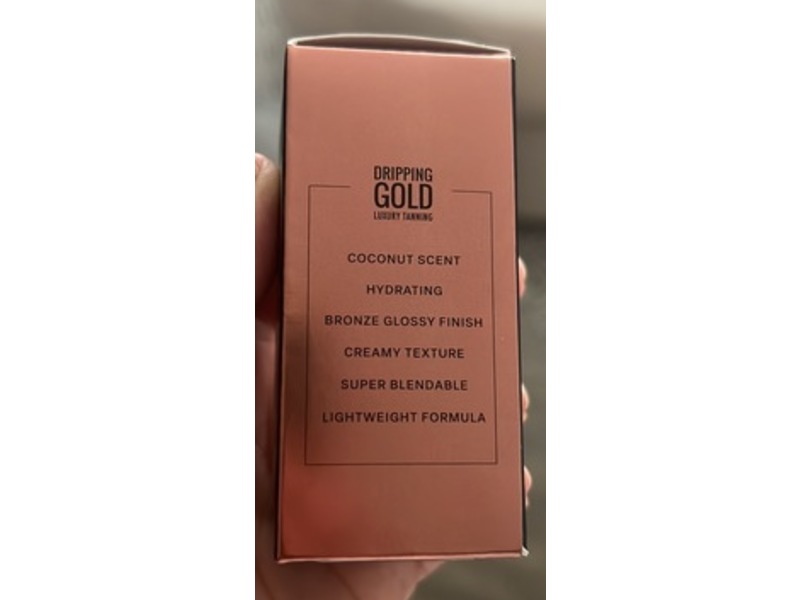 DRIPPING
GOLD
LUXURY TANNING
COCONUT SCENT
HYDRATING
BRONZE GLOSSY FINISH
CREAMY TEXTURE
SUPER BLENDABLE
LIGHTWEIGHT FORMULA